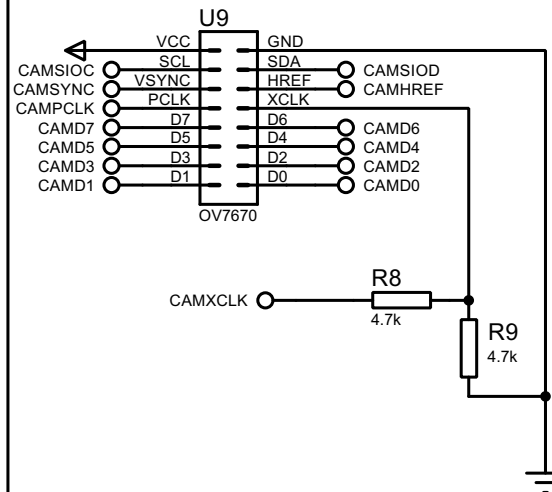 U9
VCC GND
CAMSIOC SCL SDA CAMSIOD
CAMSYNC VSYNC HREF CAMHREF
CAMPCLK PCLK XCLK
CAMD7 D7 D6 CAMD6
CAMD5 D5 D4 CAMD4
CAMD3 D3 D2 CAMD2
CAMD1 D1 D0 CAMD0
OV7670
R8
CAMXCLK
4.7k
R9
4.7k